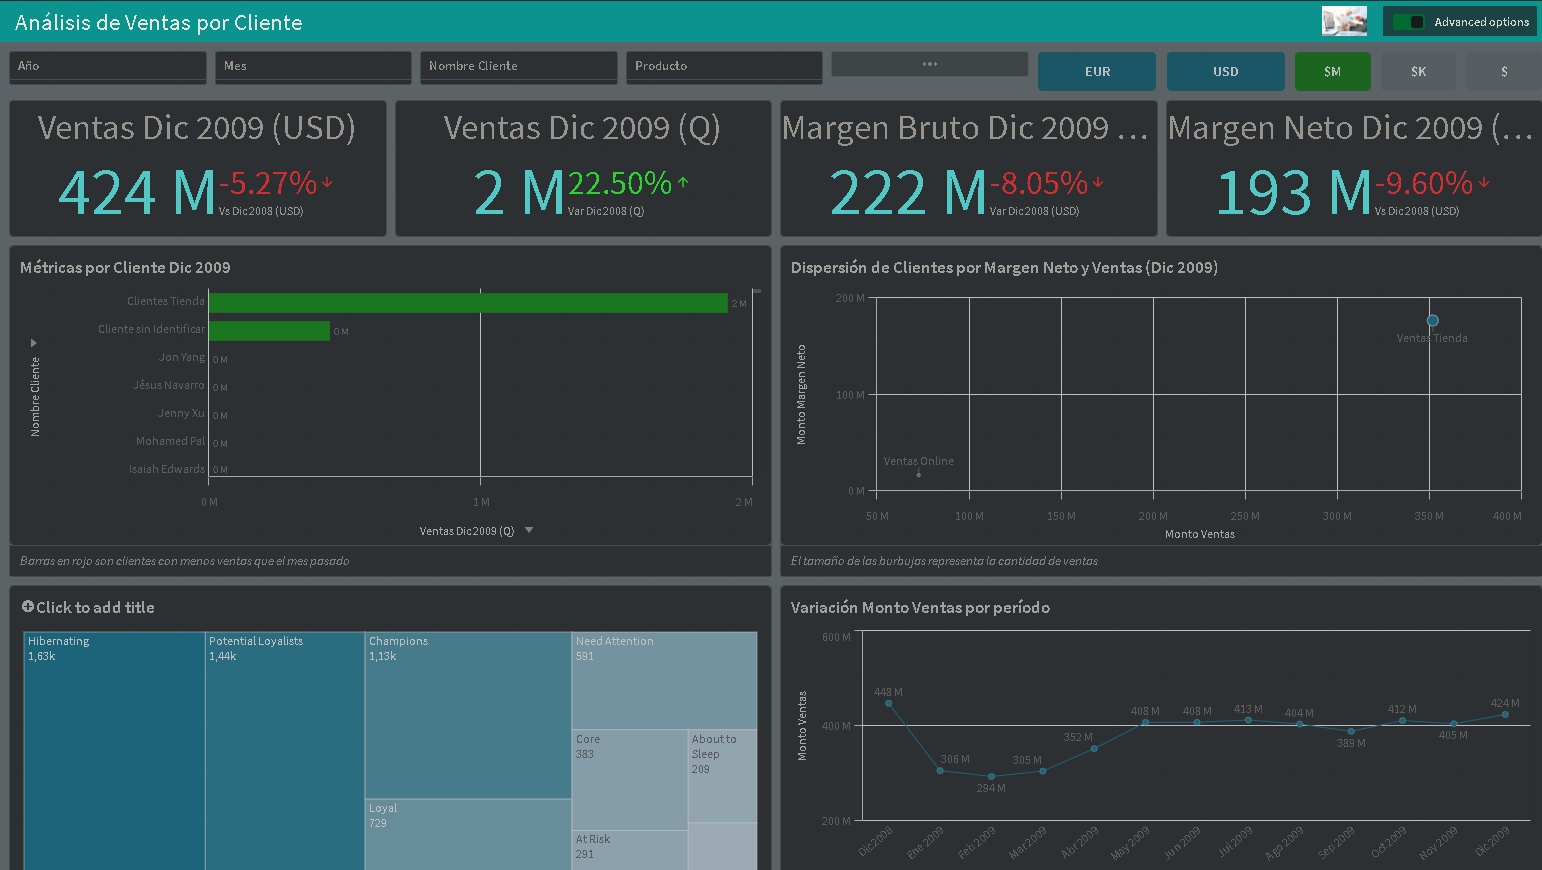 Análisis de Ventas por Cliente
Advanced options
Año
Mes
Nombre Cliente
Producto
...
EUR
USD
$M
$K
$
Ventas Dic 2009 (USD)
424 M
-5.27%↓
Vs Dic2008 (USD)
Ventas Dic 2009 (Q)
2 M
22.50%↑
Var Dic2008 (Q)
Margen Bruto Dic 2009 ...
222 M
-8.05%↓
Var Dic2008 (USD)
Margen Neto Dic 2009 (...
193 M
-9.60%↓
Vs Dic2008 (USD)
Métricas por Cliente Dic 2009
Nombre Cliente
Clientes Tienda
2 M
Cliente sin Identificar
0 M
Jon Yang
0 M
Jésus Navarro
0 M
Jenny Xu
0 M
Mohamed Pal
0 M
Isaiah Edwards
0 M
0 M
1 M
2 M
Ventas Dic2009 (Q)
Barras en rojo son clientes con menos ventas que el mes pasado
Dispersión de Clientes por Margen Neto y Ventas (Dic 2009)
Monto Margen Neto
200 M
100 M
0 M
Ventas Tienda
Ventas Online
50 M
100 M
150 M
200 M
250 M
300 M
350 M
400 M
Monto Ventas
El tamaño de las burbujas representa la cantidad de ventas
Click to add title
Hibernating
1,63k
Potential Loyalists
1,44k
Champions
1,13k
Loyal
729
Need Attention
591
Core
383
About to
Sleep
209
At Risk
291
Variación Monto Ventas por período
Monto Ventas
600 M
400 M
200 M
448 M
306 M
294 M
305 M
352 M
408 M
408 M
413 M
404 M
389 M
412 M
405 M
424 M
Dic2008
Ene2009
Feb2009
Mar2009
Abr2009
May2009
Jun2009
Jul2009
Ago2009
Sep2009
Oct2009
Nov2009
Dic2009